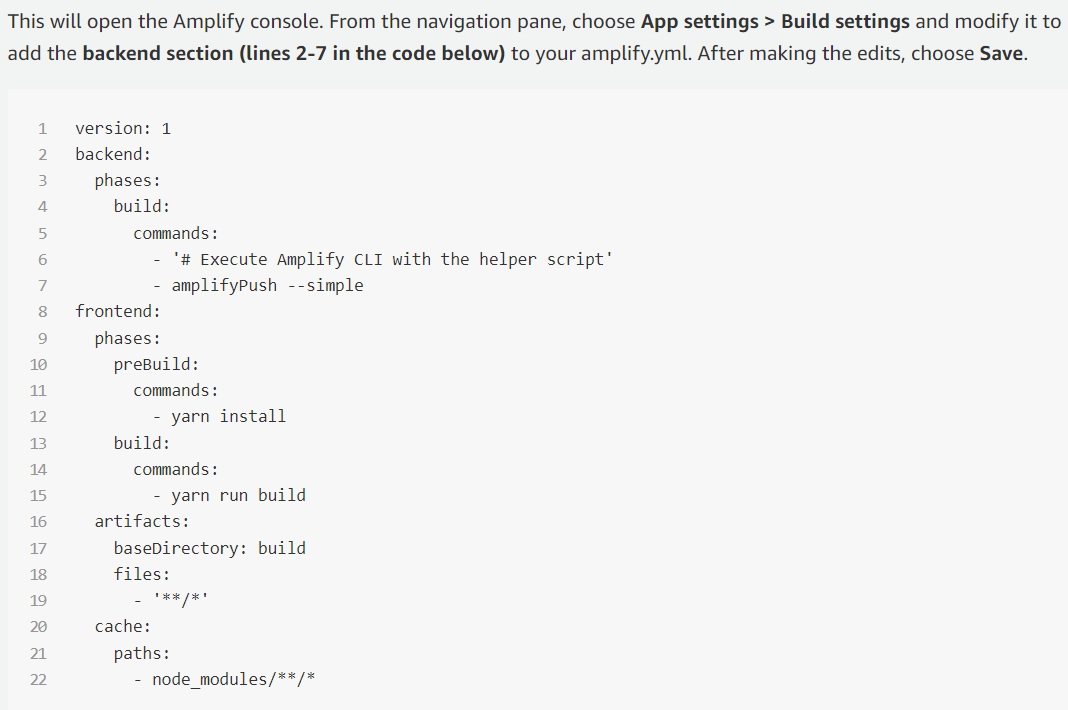 This will open the Amplify console. From the navigation pane, choose App settings > Build settings and modify it to
add the backend section (lines 2-7 in the code below) to your amplify.yml. After making the edits, choose Save.
1 version: 1
2 backend:
3   phases:
4     build:
5       commands:
6         - '# Execute Amplify CLI with the helper script'
7         - amplifyPush --simple
8 frontend:
9   phases:
10     preBuild:
11       commands:
12         - yarn install
13     build:
14       commands:
15         - yarn run build
16   artifacts:
17     baseDirectory: build
18     files:
19       - '**/*'
20   cache:
21     paths:
22       - node_modules/**/*